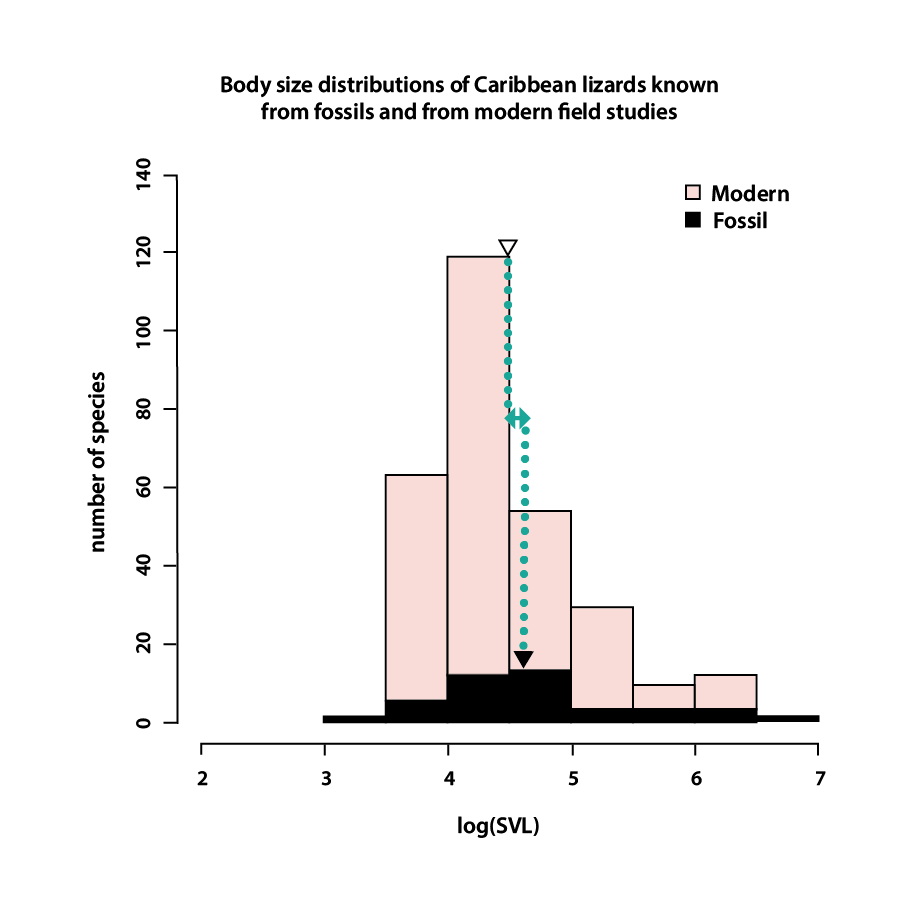 Body size distributions of Caribbean lizards known
from fossils and from modern field studies
Modern
Fossil
number of species
140
120
100
80
60
40
20
0
2 3 4 5 6 7
log(SVL)